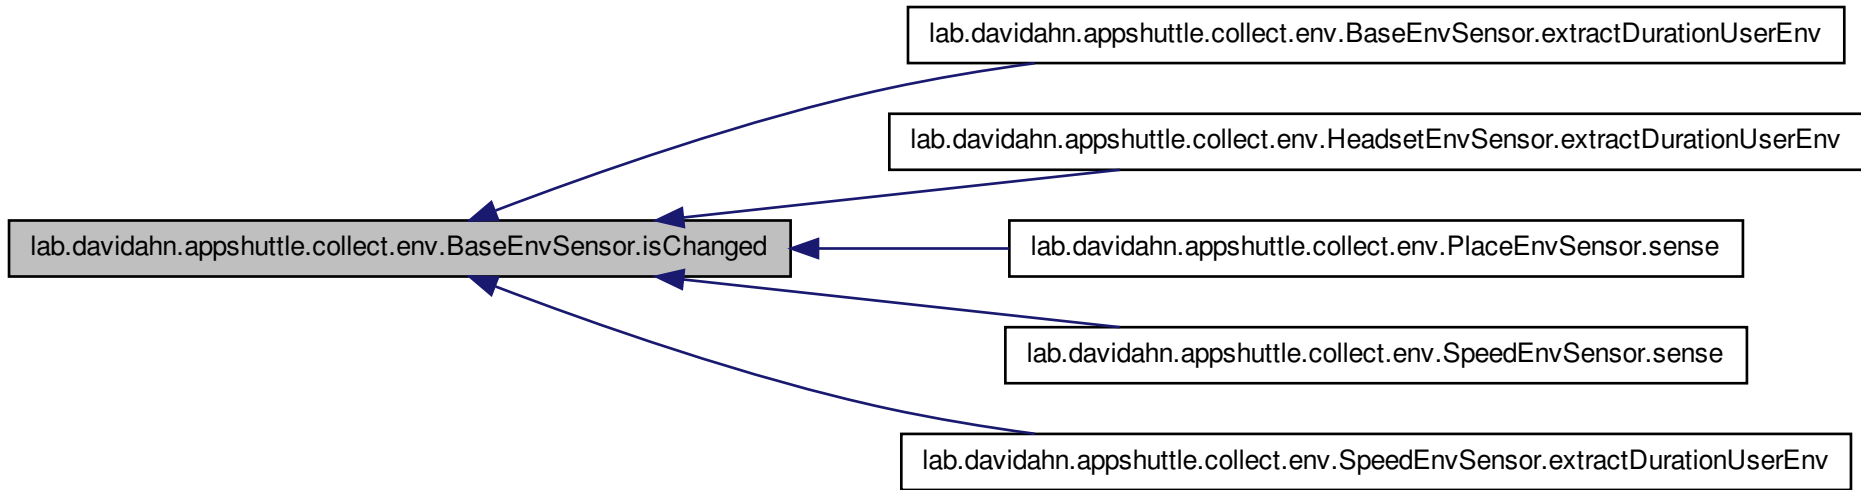 lab.davidahn.appshuttle.collect.env.BaseEnvSensor.extractDurationUserEnv
lab.davidahn.appshuttle.collect.env.HeadsetEnvSensor.extractDurationUserEnv
lab.davidahn.appshuttle.collect.env.BaseEnvSensor.isChanged
lab.davidahn.appshuttle.collect.env.PlaceEnvSensor.sense
lab.davidahn.appshuttle.collect.env.SpeedEnvSensor.sense
lab.davidahn.appshuttle.collect.env.SpeedEnvSensor.extractDurationUserEnv